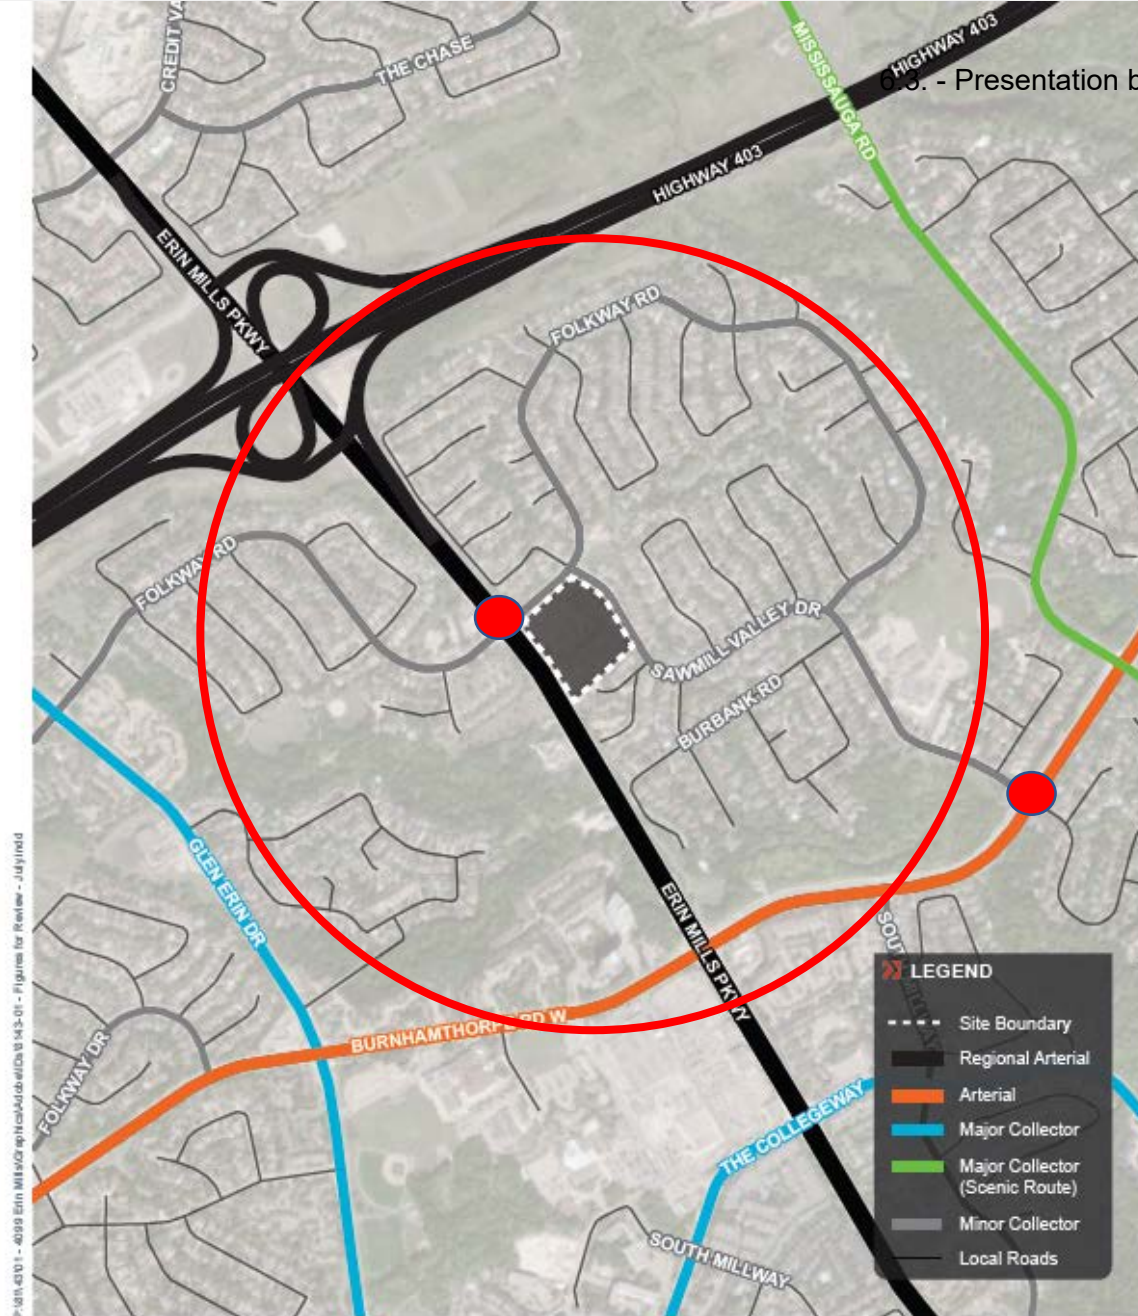 CREDIT VA
THE CHASE
MISSISSAUGA RD
HIGHWAY 403
6.3. - Presentation b
HIGHWAY 403
ERIN MILLS PKWY
FOLKWAY RD
FOLKWAY RD
SAWMILL VALLEY DR
BURBANK RD
GLEN ERIN DR
ERIN MILLS PKWY
BURNHAMTHORPE RD W
FOLKWAY DR
THE COLLEGEWAY
SOUTH MILLWAY
LEGEND
Site Boundary
Regional Arterial
Arterial
Major Collector
Major Collector
(Scenic Route)
Minor Collector
Local Roads